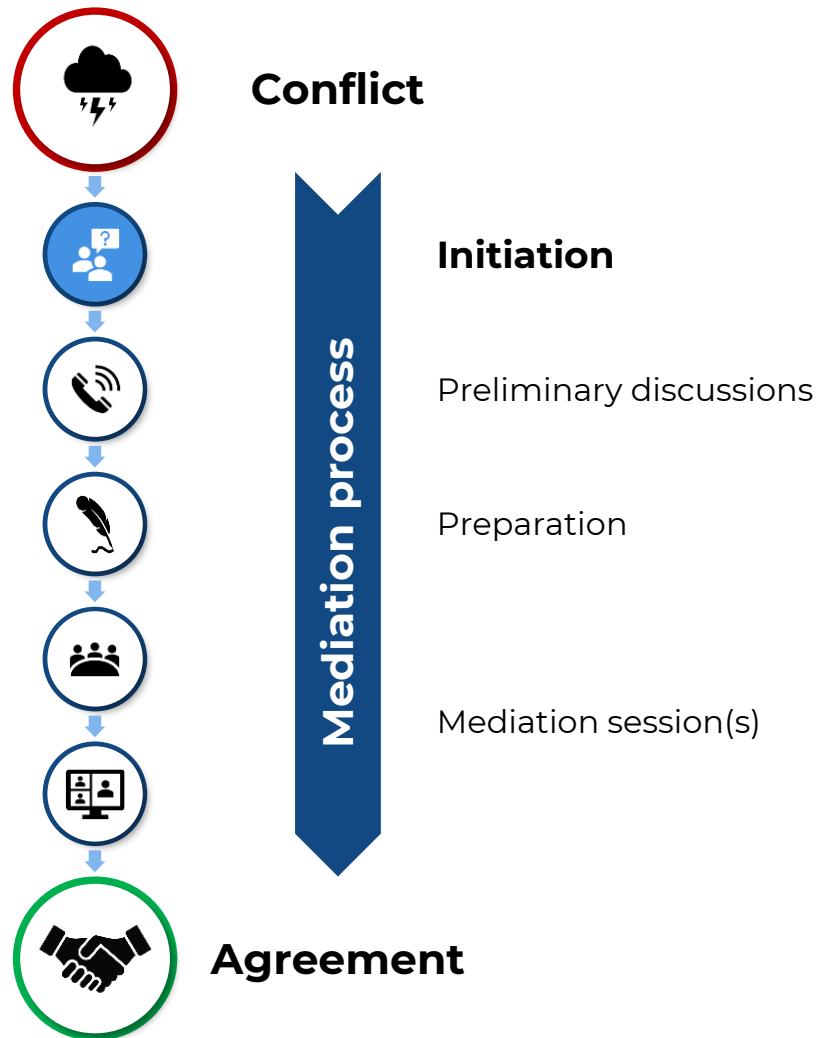 Conflict
?
Initiation
Preliminary discussions
Mediation process
Preparation
Mediation session(s)
Agreement